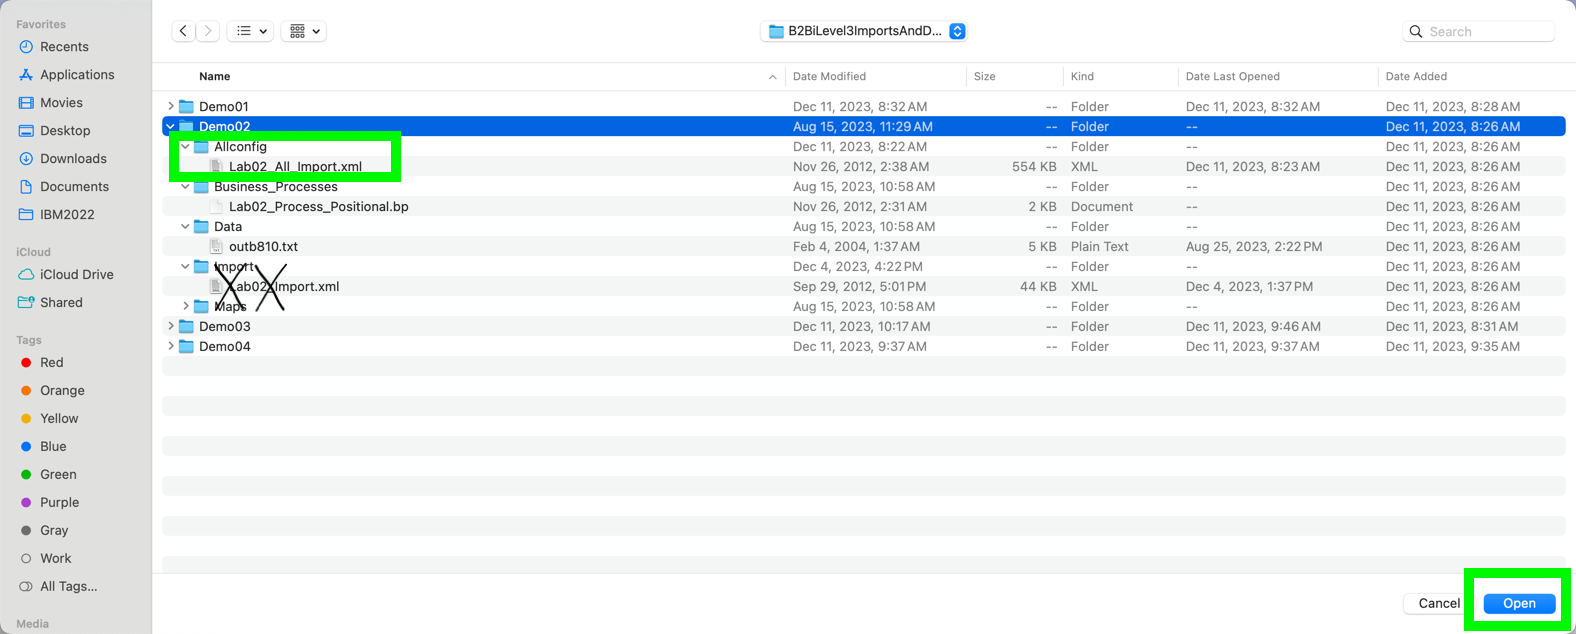 Favorites
Recents
Applications
Movies
Desktop
Downloads
Documents
IBM2022
iCloud
iCloud Drive
Shared
Tags
Red
Orange
Yellow
Blue
Green
Purple
Gray
Work
All Tags...
Media
B2BiLevel3ImportsAndD...
Search
Name Date Modified Size Kind Date Last Opened Date Added
Demo01 Dec 11, 2023, 8:32 AM -- Folder Dec 11, 2023, 8:32 AM Dec 11, 2023, 8:28 AM
Demo02 Aug 15, 2023, 11:29 AM -- Folder -- Dec 11, 2023, 8:26 AM
Allconfig Dec 11, 2023, 8:22 AM -- Folder -- Dec 11, 2023, 8:26 AM
Lab02_All_Import.xml Nov 26, 2012, 2:38 AM 554 KB XML Dec 11, 2023, 8:23 AM Dec 11, 2023, 8:26 AM
Business_Processes Aug 15, 2023, 10:58 AM -- Folder -- Dec 11, 2023, 8:26 AM
Lab02_Process_Positional.bp Nov 26, 2012, 2:31 AM 2 KB Document -- Dec 11, 2023, 8:26 AM
Data Aug 15, 2023, 10:58 AM -- Folder -- Dec 11, 2023, 8:26 AM
outb810.txt Feb 4, 2004, 1:37 AM 5 KB Plain Text Aug 25, 2023, 2:22 PM Dec 11, 2023, 8:26 AM
Import Dec 4, 2023, 4:22 PM -- Folder -- Dec 11, 2023, 8:26 AM
Lab02_Import.xml Sep 29, 2012, 5:01 PM 44 KB XML Dec 4, 2023, 1:37 PM Dec 11, 2023, 8:26 AM
Maps Aug 15, 2023, 10:58 AM -- Folder -- Dec 11, 2023, 8:26 AM
Demo03 Dec 11, 2023, 10:17 AM -- Folder Dec 11, 2023, 9:46 AM Dec 11, 2023, 8:31 AM
Demo04 Dec 11, 2023, 9:37 AM -- Folder Dec 11, 2023, 9:37 AM Dec 11, 2023, 9:35 AM
Cancel Open